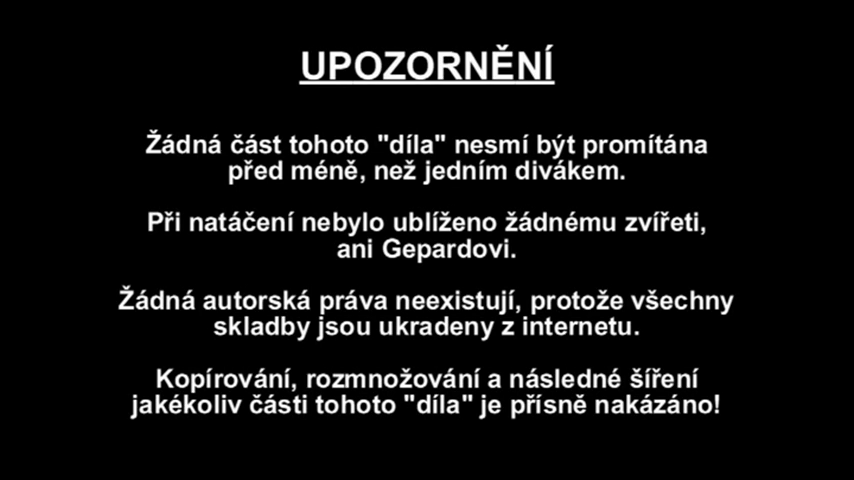 UPOZORNĚNÍ
Žádná část tohoto "díla" nesmí být promítána
před méně, než jedním divákem.
Při natáčení nebylo ublíženo žádnému zvířeti,
ani Gepardovi.
Žádná autorská práva neexistují, protože všechny
skladby jsou ukradeny z internetu.
Kopírování, rozmnožování a následné šíření
jakékoliv části tohoto "díla" je přísně nakázáno!